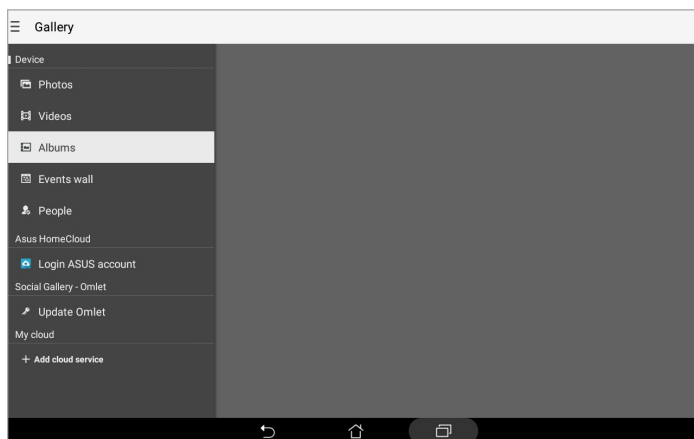 Gallery
Device
Photos
Videos
Albums
Events wall
People
Asus HomeCloud
Login ASUS account
Social Gallery - Omlet
Update Omlet
My cloud
+ Add cloud service